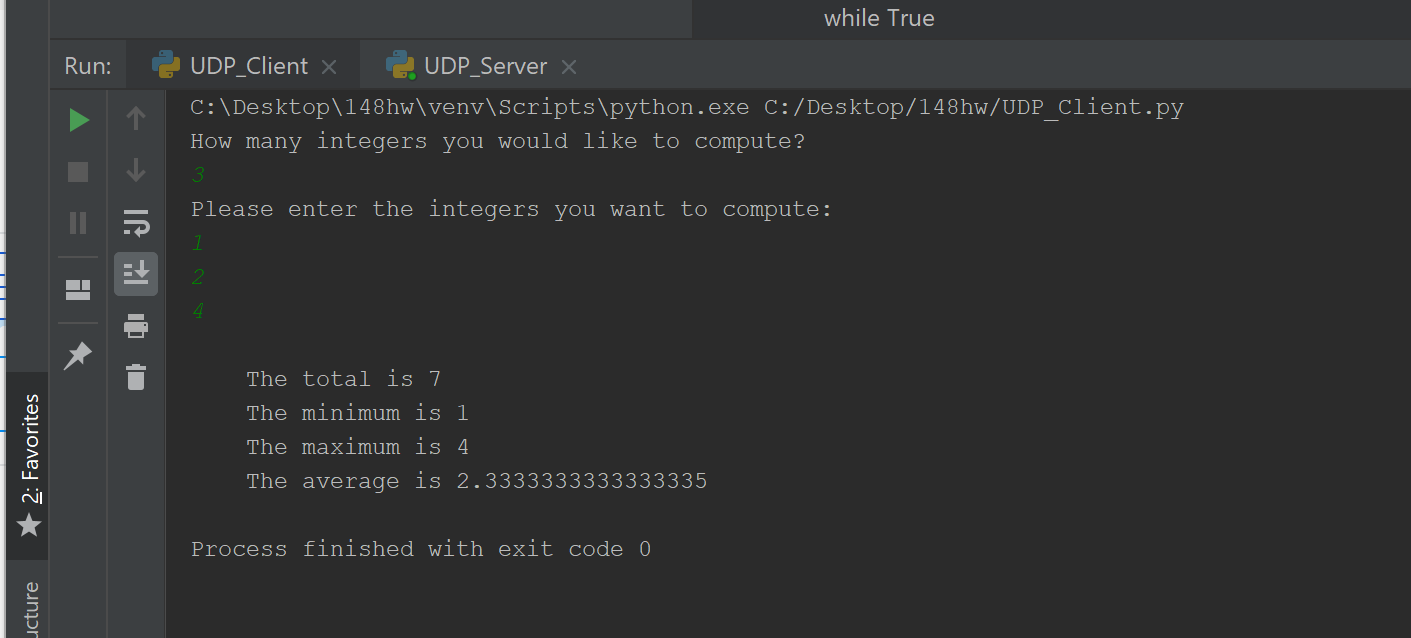 while True
Run: UDP_Client UDP_Server
C:\Desktop\148hw\venv\Scripts\python.exe C:/Desktop/148hw/UDP_Client.py
How many integers you would like to compute?
3
Please enter the integers you want to compute:
1
2
4
The total is 7
The minimum is 1
The maximum is 4
The average is 2.3333333333333335
Process finished with exit code 0
2: Favorites
ucture